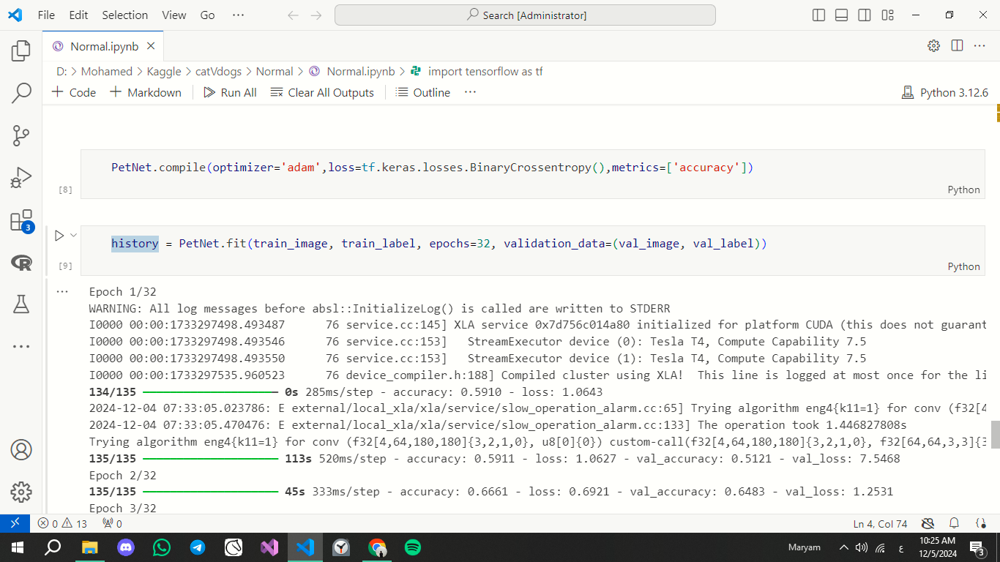 File Edit Selection View Go ··· Search [Administrator]
Normal.ipynb
D: > Mohamed > Kaggle > catVdogs > Normal > Normal.ipynb > import tensorflow as tf
+ Code + Markdown Run All Clear All Outputs Outline ··· Python 3.12.6
PetNet.compile(optimizer='adam',loss=tf.keras.losses.BinaryCrossentropy(),metrics=['accuracy'])
[8] Python
history = PetNet.fit(train_image, train_label, epochs=32, validation_data=(val_image, val_label))
[9] Python
3
R
··· Epoch 1/32
WARNING: All log messages before absl::InitializeLog() is called are written to STDERR
I0000 00:00:1733297498.493487      76 service.cc:145] XLA service 0x7d756c014a80 initialized for platform CUDA (this does not guarant
I0000 00:00:1733297498.493546      76 service.cc:153]   StreamExecutor device (0): Tesla T4, Compute Capability 7.5
I0000 00:00:1733297498.493550      76 service.cc:153]   StreamExecutor device (1): Tesla T4, Compute Capability 7.5
I0000 00:00:1733297535.960523      76 device_compiler.h:188] Compiled cluster using XLA!  This line is logged at most once for the li
134/135 0s 285ms/step - accuracy: 0.5910 - loss: 1.0643
2024-12-04 07:33:05.023786: E external/local_xla/xla/service/slow_operation_alarm.cc:65] Trying algorithm eng4{k11=1} for conv (f32[4
2024-12-04 07:33:05.470476: E external/local_xla/xla/service/slow_operation_alarm.cc:133] The operation took 1.446827808s
Trying algorithm eng4{k11=1} for conv (f32[4,64,180,180]{3,2,1,0}, u8[0]{0}) custom-call(f32[4,64,180,180]{3,2,1,0}, f32[64,64,3,3]{3
135/135 113s 520ms/step - accuracy: 0.5911 - loss: 1.0627 - val_accuracy: 0.5121 - val_loss: 7.5468
Epoch 2/32
135/135 45s 333ms/step - accuracy: 0.6661 - loss: 0.6921 - val_accuracy: 0.6483 - val_loss: 1.2531
Epoch 3/32
0 13 0 Ln 4, Col 74
Maryam ع 10:25 AM
12/5/2024 3